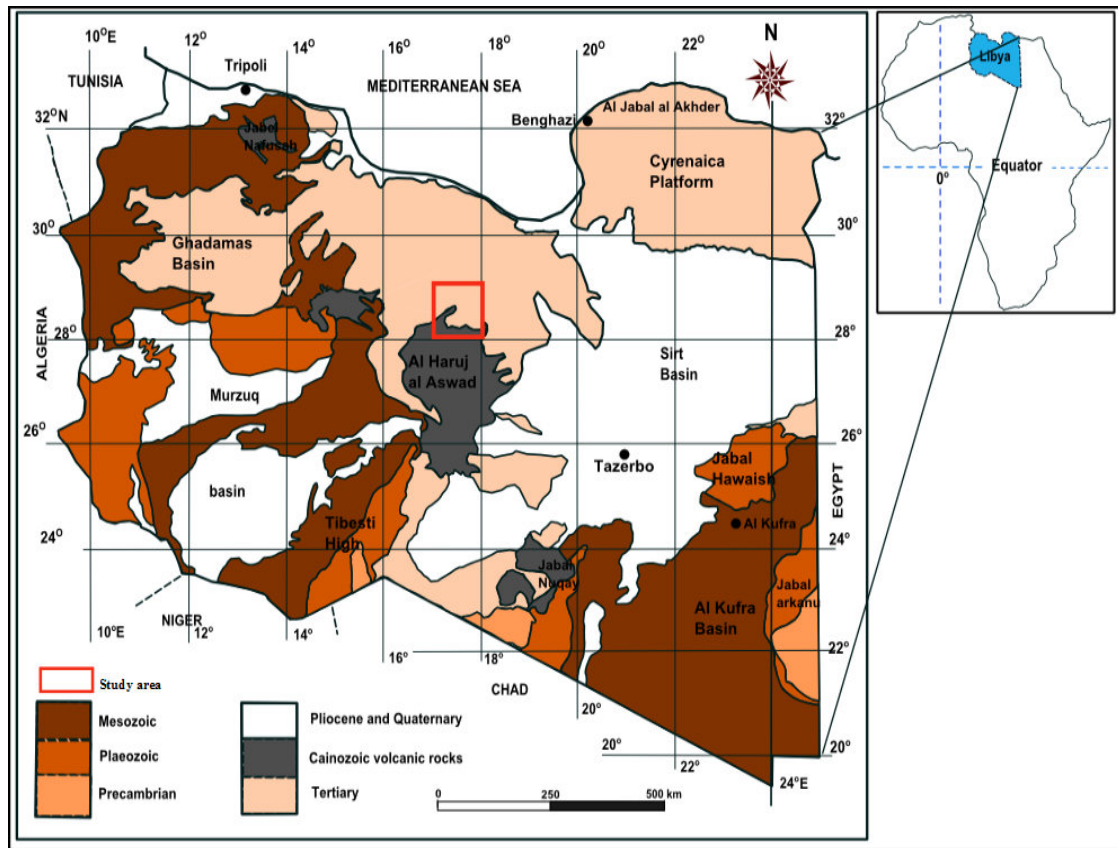 10°E
12°
14°
20
22°
N
TUNISIA
Tripoli
MEDITERRANEAN SEA
Al Jabal al Akhder
Benghazi
32°N
32°
Jabel
Nafussh
Cyrenaica
Platform
30°
30°
Ghadamas
Basin
16°
18°
28°
28°
ALGERIA
Al Haruj
al Aswad
Sirt
Basin
Murzuq
26°
26°
Tazerbo
Jabal
Hawaish
EGYPT
basin
Al Kufra
24°
24°
Tibesti
High
Jabal
Nuqay
Jabal
arkanu
Al Kufra
Basin
NIGER
10°E
12°
14°
22°
16°
18°
CHAD
20°
20°
20°
22°
24°E
Study area
Mesozoic
Plaeozoic
Precambrian
Pliocene and Quaternary
Cainozoic volcanic rocks
Tertiary
0
250
500 km
Libya
Equator
0°